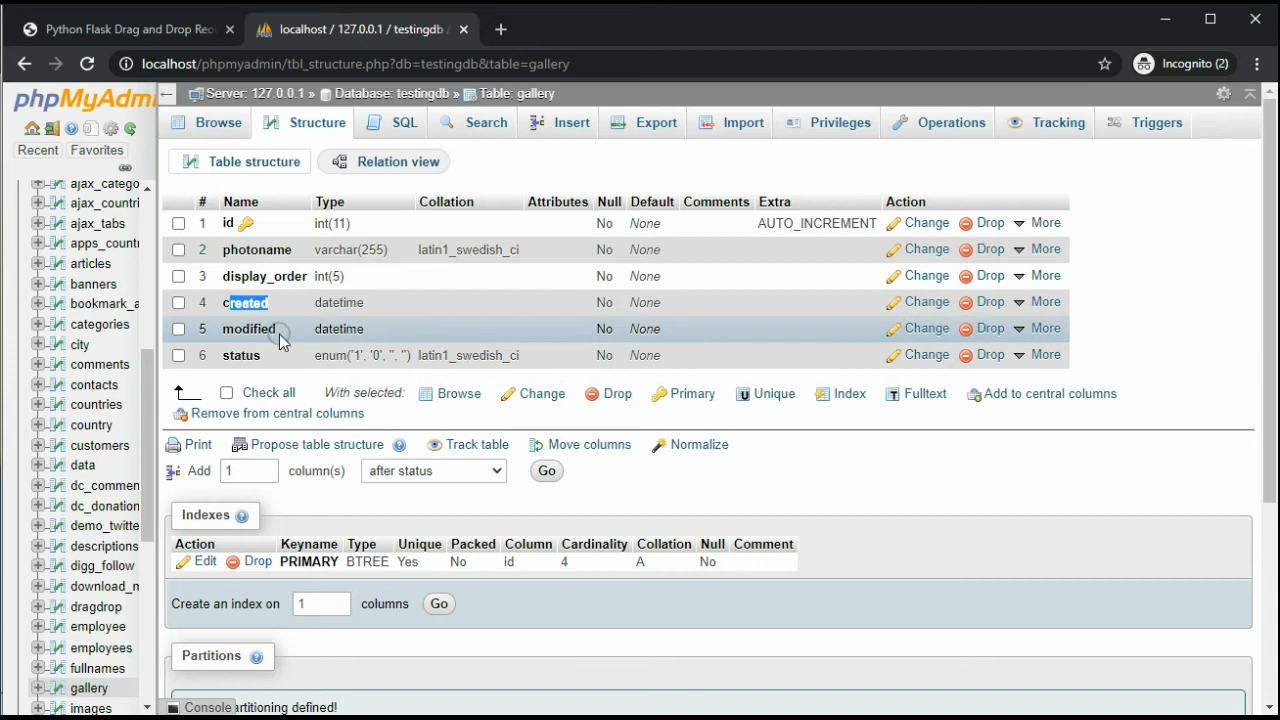 Python Flask Drag and Drop Reo
localhost / 127.0.0.1 / testingdb /
localhost/phpmyadmin/tbl_structure.php?db=testingdb&table=gallery
Incognito (2)
phpMyAdmi
Recent Favorites
ajax_catego
ajax_countri
ajax_tabs
apps_count
articles
banners
bookmark_a
categories
city
comments
contacts
countries
country
customers
data
dc_commen
dc_donation
demo_twitte
descriptions
digg_follow
download_m
dragdrop
employee
employees
fullnames
gallery
images
Server: 127.0.0.1 » Database: testingdb » Table: gallery
Browse Structure SQL Search Insert Export Import Privileges Operations Tracking Triggers
Table structure Relation view
# Name Type Collation Attributes Null Default Comments Extra Action
1 id int(11) No None AUTO_INCREMENT Change Drop More
2 photoname varchar(255) latin1_swedish_ci No None Change Drop More
3 display_order int(5) No None Change Drop More
4 created datetime No None Change Drop More
5 modified datetime No None Change Drop More
6 status enum('1', '0', '', '') latin1_swedish_ci No None Change Drop More
Check all With selected: Browse Change Drop Primary Unique Index Fulltext Add to central columns
Remove from central columns
Print Propose table structure Track table Move columns Normalize
Add 1 column(s) after status Go
Indexes
Action Keyname Type Unique Packed Column Cardinality Collation Null Comment
Edit Drop PRIMARY BTREE Yes No id 4 A No
Create an index on 1 columns Go
Partitions
Console artitioning defined!